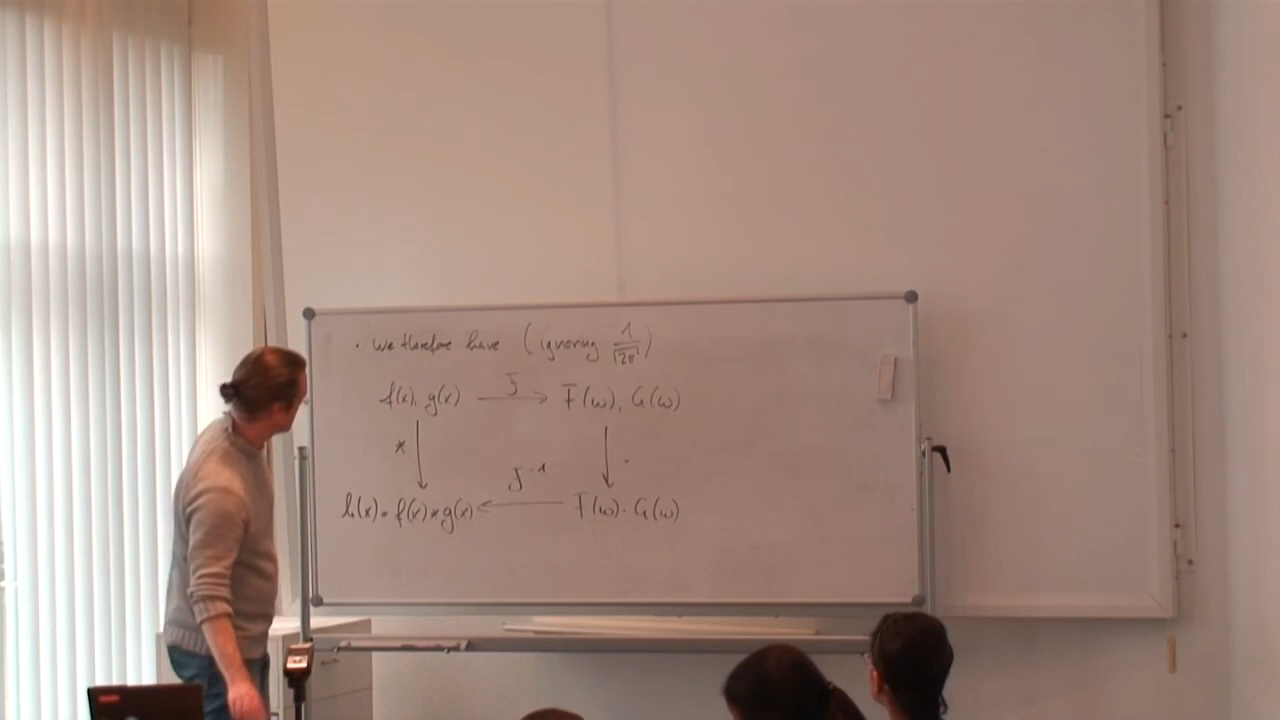 · We therefore have (ignoring 1/√2π)
f(x), g(x) —F→ F(ω), G(ω)
* ↓ ↓ ·
F⁻¹
h(x) = f(x) * g(x) ← F(ω) · G(ω)